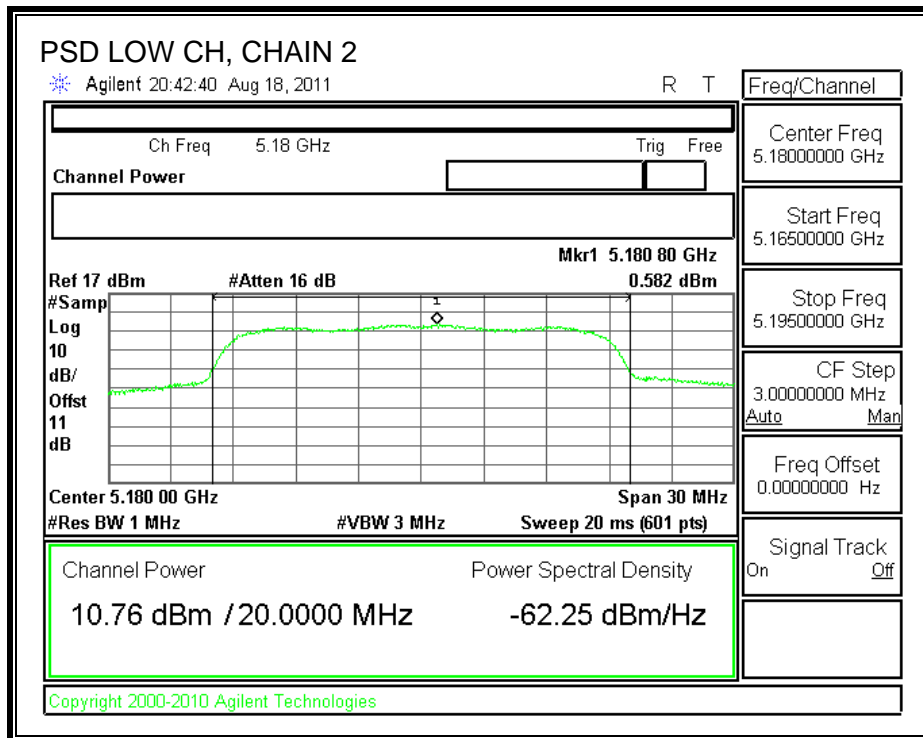 PSD LOW CH, CHAIN 2
Agilent 20:42:40 Aug 18, 2011 R T
Freq/Channel
Ch Freq 5.18 GHz Trig Free
Channel Power
Center Freq
5.18000000 GHz
Start Freq
5.16500000 GHz
Mkr1 5.180 80 GHz
Ref 17 dBm #Atten 16 dB 0.582 dBm
#Samp
Log
10
dB/
Offst
11
dB
1
Center 5.180 00 GHz Span 30 MHz
#Res BW 1 MHz #VBW 3 MHz Sweep 20 ms (601 pts)
Stop Freq
5.19500000 GHz
CF Step
3.00000000 MHz
Auto Man
Freq Offset
0.00000000 Hz
Signal Track
On Off
Channel Power Power Spectral Density
10.76 dBm / 20.0000 MHz -62.25 dBm/Hz
Copyright 2000-2010 Agilent Technologies